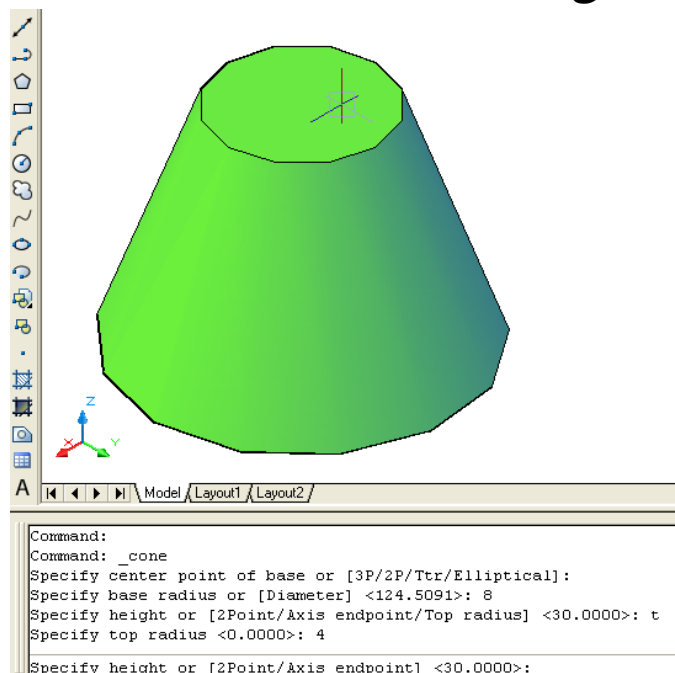 Z
X
Y
A
Model
Layout1
Layout2
Command:
Command: _cone
Specify center point of base or [3P/2P/Ttr/Elliptical]:
Specify base radius or [Diameter] <124.5091>: 8
Specify height or [2Point/Axis endpoint/Top radius] <30.0000>: t
Specify top radius <0.0000>: 4
Specify height or [2Point/Axis endpoint] <30.0000>: